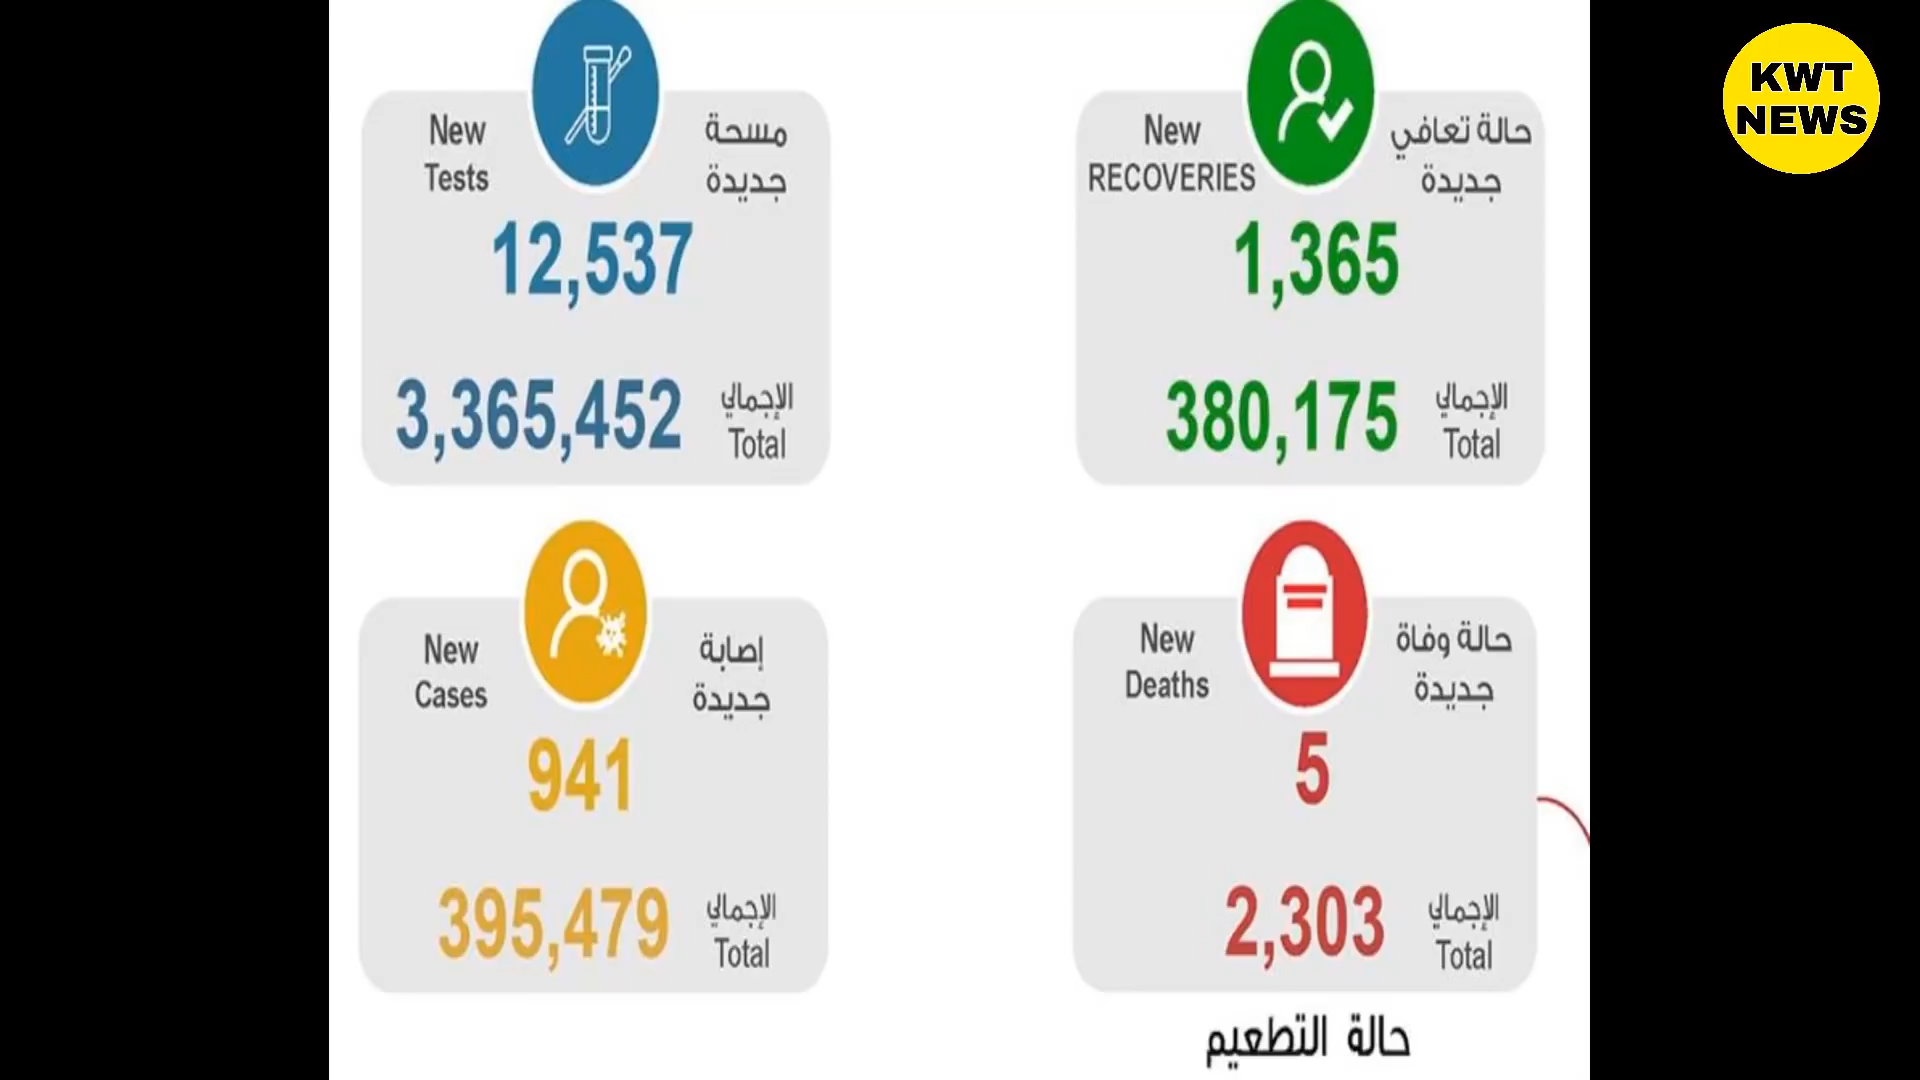 New
Tests
مسحة
جديدة
12,537
3,365,452
الإجمالي
Total
New
RECOVERIES
حالة تعافي
جديدة
1,365
380,175
الإجمالي
Total
KWT
NEWS
New
Cases
إصابة
جديدة
941
395,479
الإجمالي
Total
New
Deaths
حالة وفاة
جديدة
5
2,303
الإجمالي
Total
حالة التطعيم